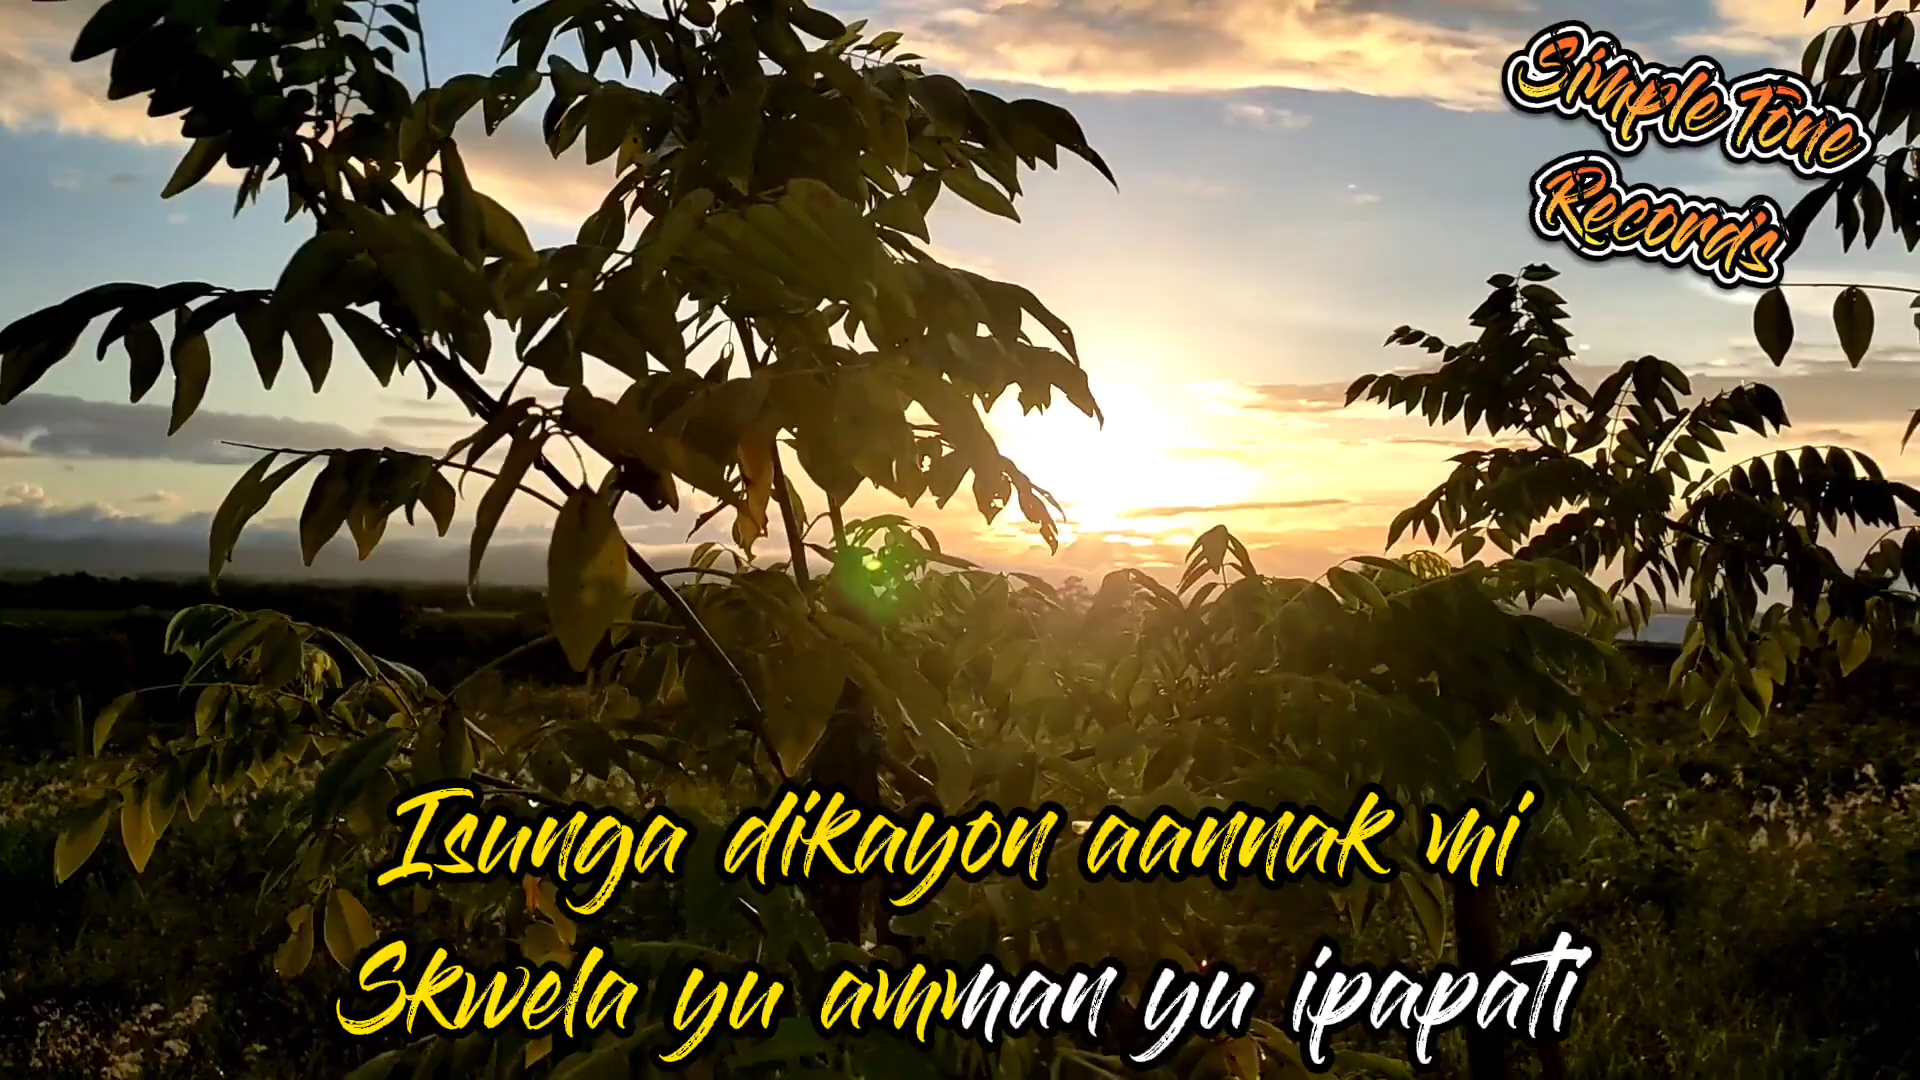 Simple Tone
Records
Isunga dikayon aannak mi
Skwela yu amman yu ipapati